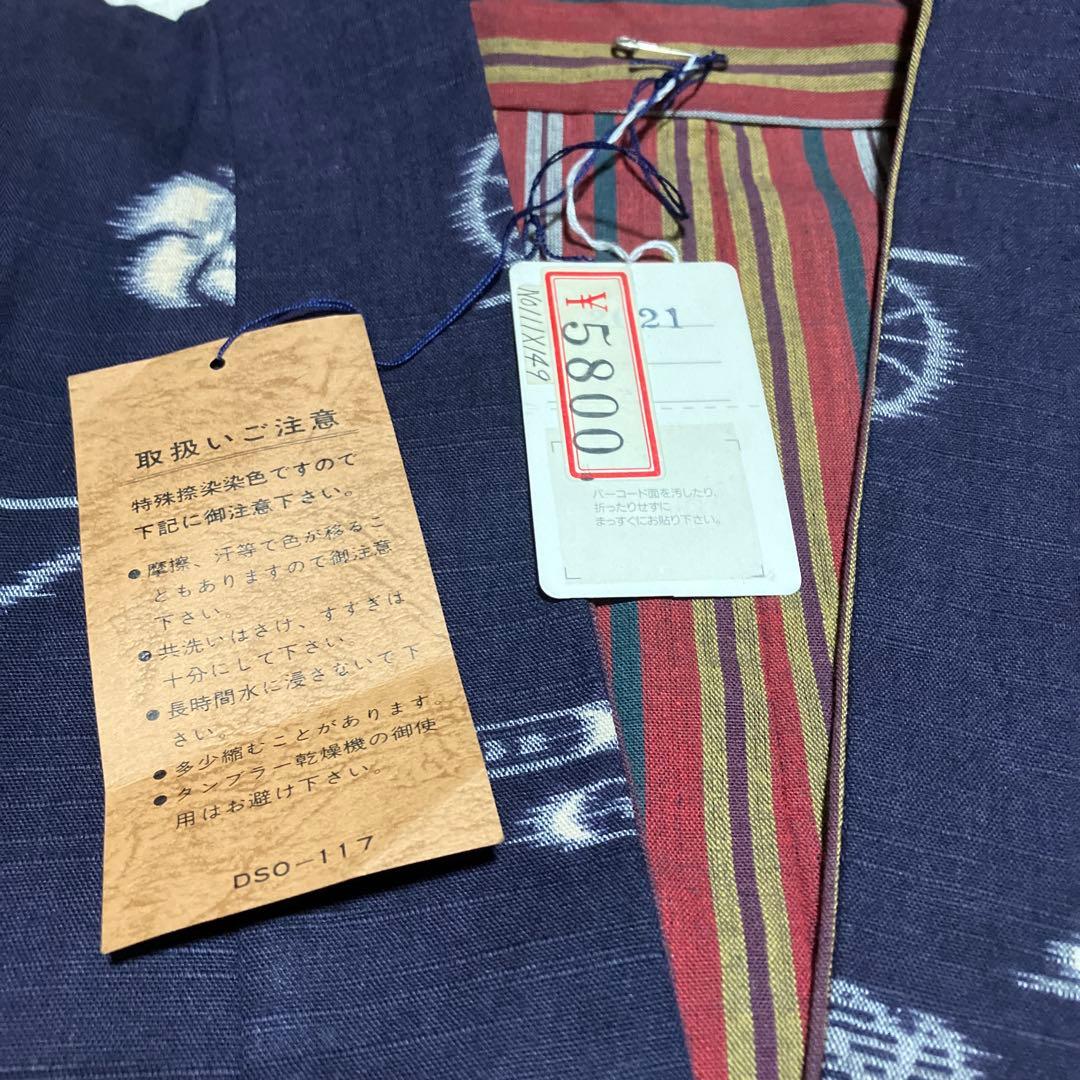 取扱いご注意
特殊捺染染色ですので
下記に御注意下さい。
●摩擦、汗等で色が移るこ
ともありますので御注意
下さい。
●共洗いはさけ、すすぎは
十分にして下さい。
●長時間水に浸さないで下
さい。
●多少縮むことがあります。
●タンブラー乾燥機の御使
用はお避け下さい。
DSO-117
¥5800
21
バーコード面を汚したり、
折ったりせずに
まっすぐにお貼り下さい。